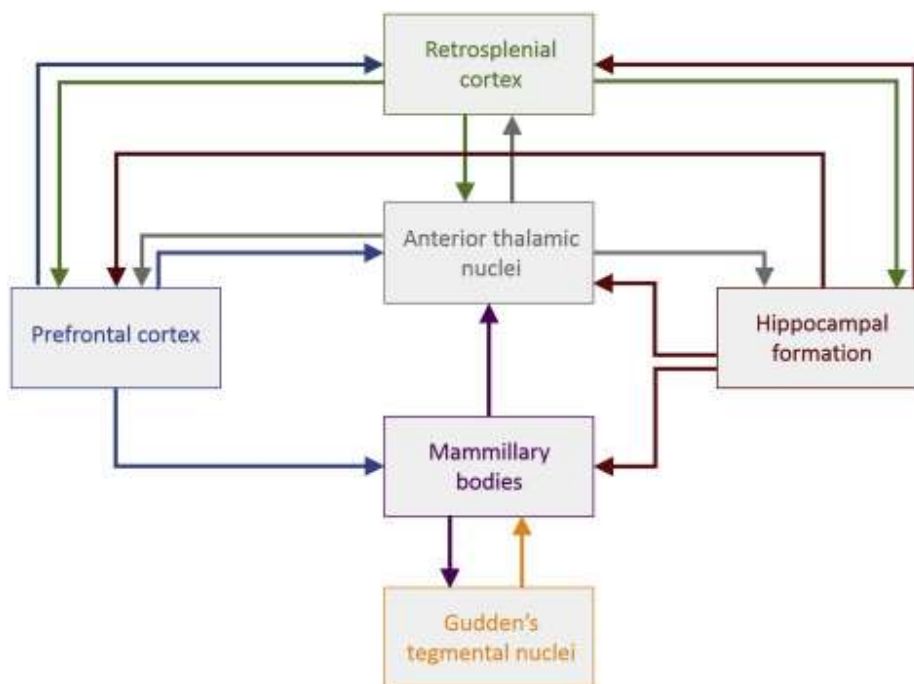 Retrosplenial
cortex
Anterior thalamic
nuclei
Prefrontal cortex
Hippocampal
formation
Mammillary
bodies
Gudden's
tegmental nuclei